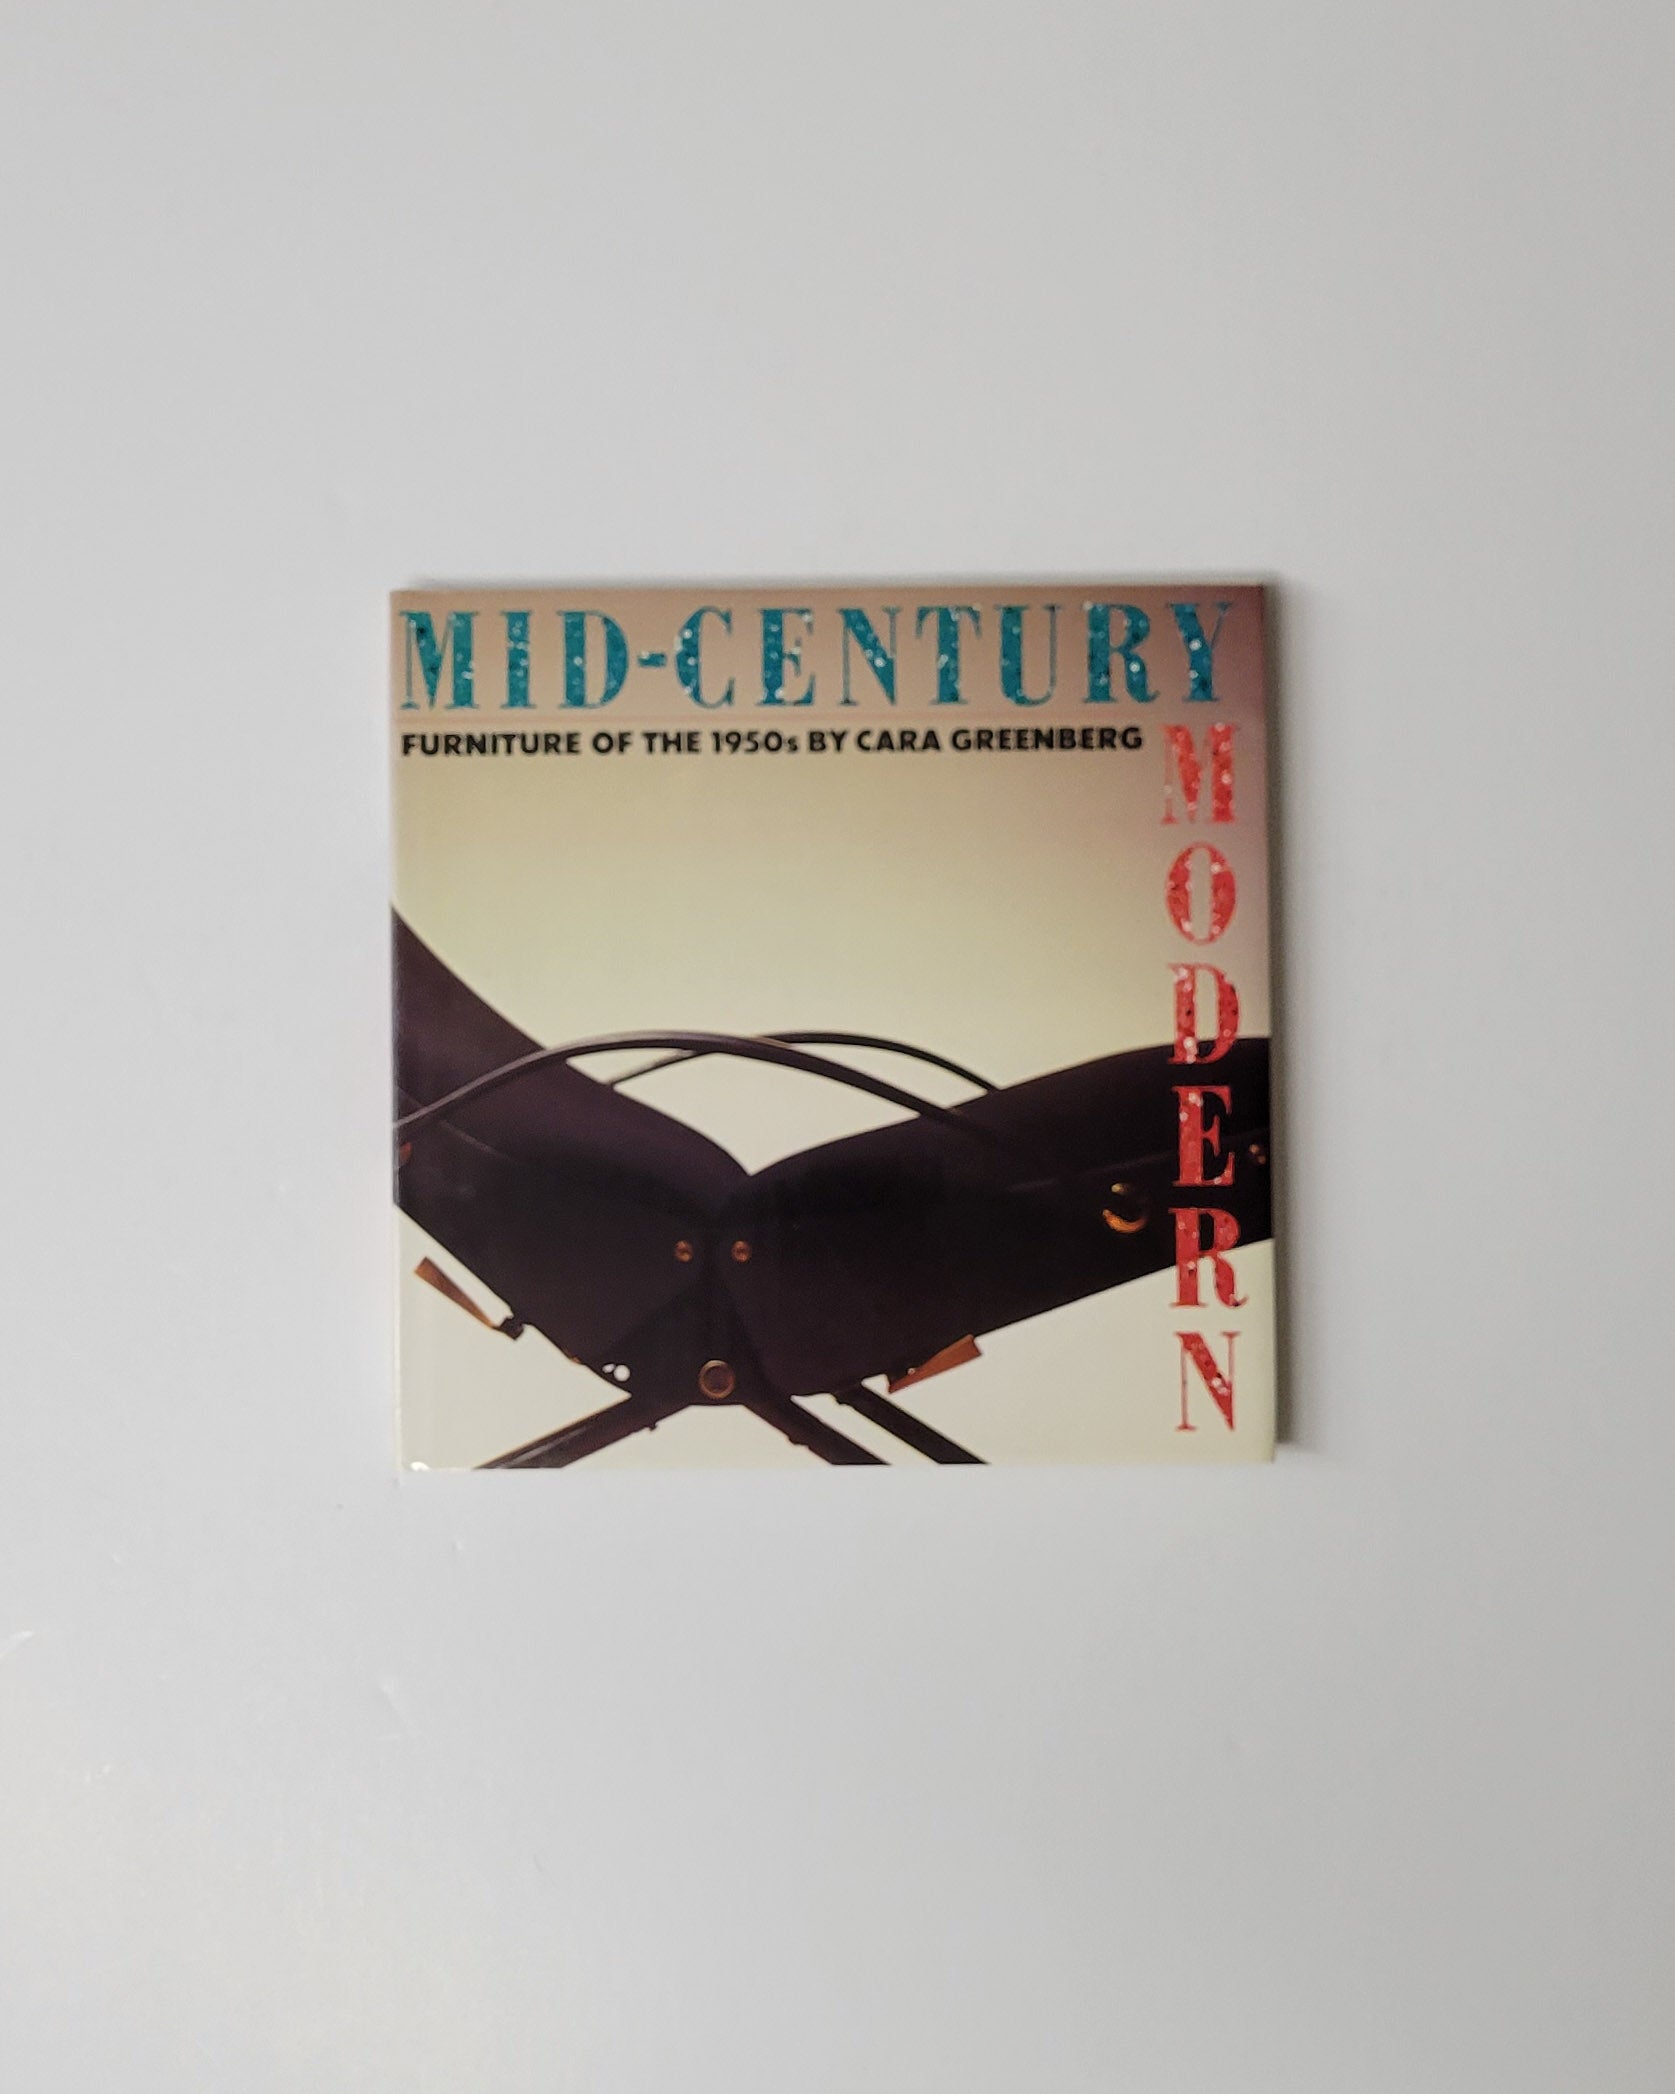 MID-CENTURY
FURNITURE OF THE 1950s BY CARA GREENBERG
MODERN